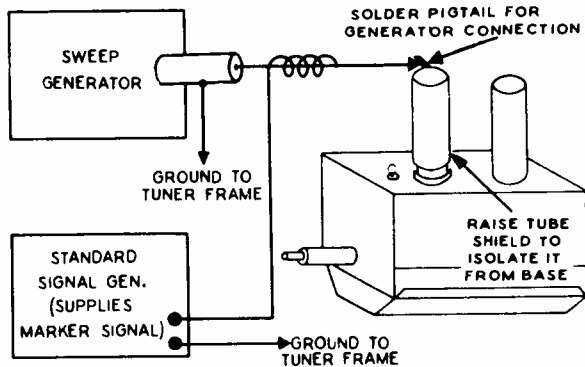 SOLDER PIGTAIL FOR
GENERATOR CONNECTION
SWEEP
GENERATOR
GROUND TO
TUNER FRAME
RAISE TUBE
SHIELD TO
ISOLATE IT
FROM BASE
STANDARD
SIGNAL GEN.
(SUPPLIES
MARKER SIGNAL)
GROUND TO
TUNER FRAME